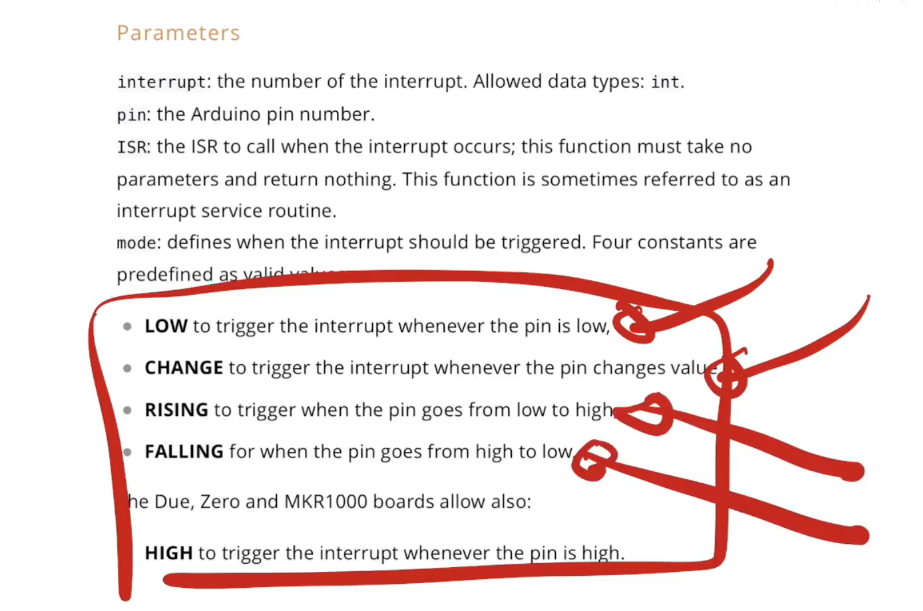 Parameters
interrupt: the number of the interrupt. Allowed data types: int.
pin: the Arduino pin number.
ISR: the ISR to call when the interrupt occurs; this function must take no
parameters and return nothing. This function is sometimes referred to as an
interrupt service routine.
mode: defines when the interrupt should be triggered. Four constants are
predefined as valid
LOW to trigger the interrupt whenever the pin is low,
CHANGE to trigger the interrupt whenever the pin changes value
RISING to trigger when the pin goes from low to high,
FALLING for when the pin goes from high to low.
he Due, Zero and MKR1000 boards allow also:
HIGH to trigger the interrupt whenever the pin is high.